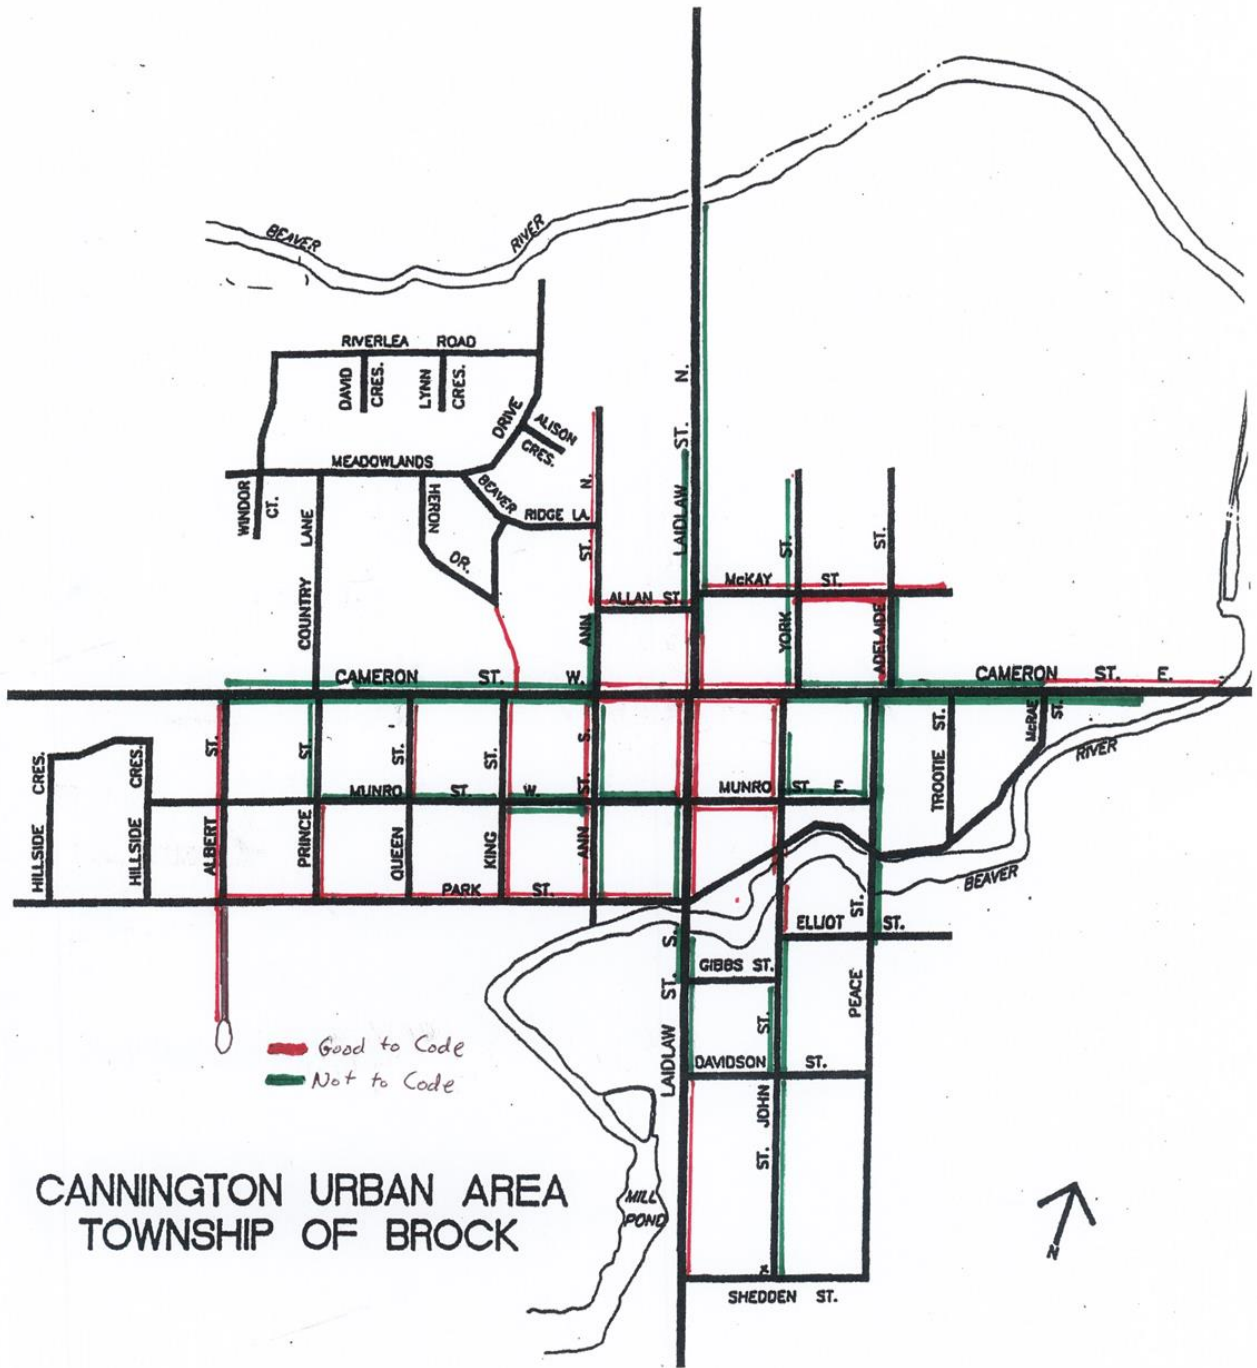 BEAVER
RIVER
RIVERLEA ROAD
DAVID CRES.
LYNN CRES.
DRIVE
ALISON CRES.
MEADOWLANDS
WINDOR CT.
COUNTRY LANE
HERON DR.
BEAVER RIDGE LA.
ANN ST. N.
LAIDLAW ST. N.
ALLAN ST.
McKAY ST.
YORK ST.
ADELAIDE ST.
CAMERON ST. W.
CAMERON ST. E.
HILLSIDE CRES.
HILLSIDE CRES.
ALBERT ST.
PRINCE ST.
QUEEN ST.
KING ST.
ANN ST. S.
MUNRO ST. W.
MUNRO ST. E.
TROOTIE ST.
McRAE ST.
RIVER
BEAVER
PARK ST.
ELLIOT ST.
PEACE ST.
GIBBS ST.
LAIDLAW ST. S.
DAVIDSON ST.
ST. JOHN ST.
SHEDDEN ST.
MILL
POND
Good to Code
Not to Code
CANNINGTON URBAN AREA
TOWNSHIP OF BROCK
N